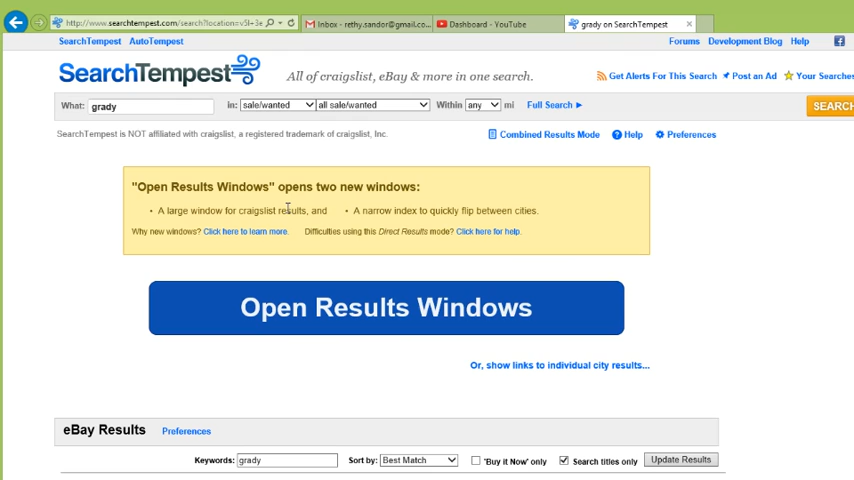 http://www.searchtempest.com/search?location=v5l+3e
Inbox - rethy.sandor@gmail.co...
Dashboard - YouTube
grady on SearchTempest
SearchTempest AutoTempest
Forums Development Blog Help
SearchTempest
All of craigslist, eBay & more in one search.
Get Alerts For This Search Post an Ad Your Searches
What: grady in: sale/wanted all sale/wanted Within any mi Full Search SEARCH
SearchTempest is NOT affiliated with craigslist, a registered trademark of craigslist, Inc.
Combined Results Mode Help Preferences
"Open Results Windows" opens two new windows:
• A large window for craigslist results, and • A narrow index to quickly flip between cities.
Why new windows? Click here to learn more. Difficulties using this Direct Results mode? Click here for help.
Open Results Windows
Or, show links to individual city results...
eBay Results Preferences
Keywords: grady Sort by: Best Match 'Buy it Now' only Search titles only Update Results